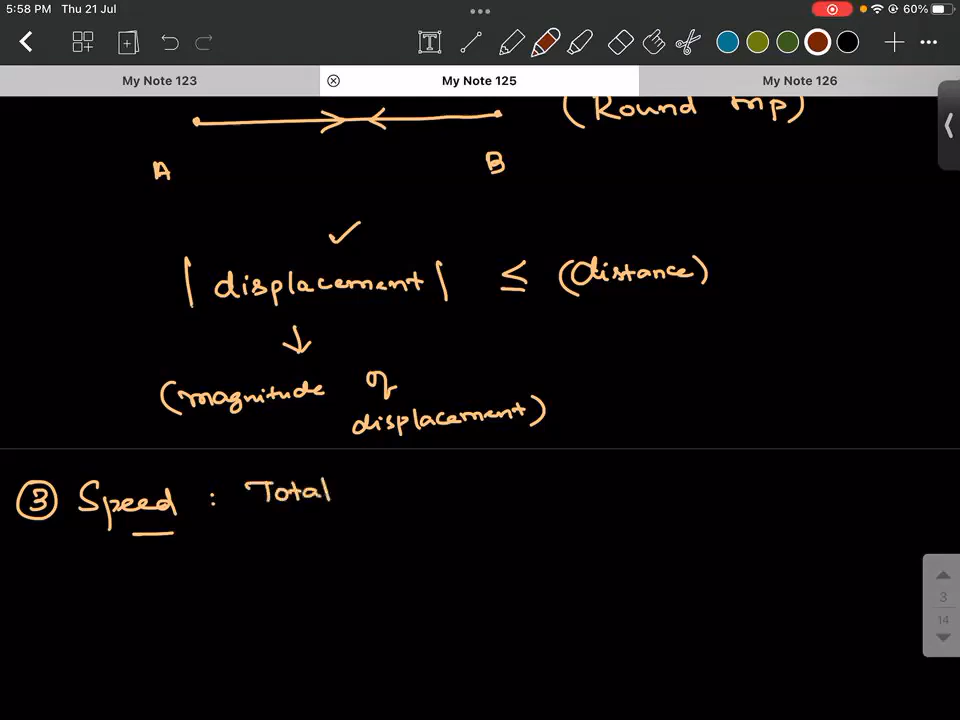 5:58 PM Thu 21 Jul
60%
My Note 123
My Note 125
My Note 126
(Round trip)
A B
|displacement| ≤ (distance)
(magnitude of
displacement)
③ Speed : Total
3
14